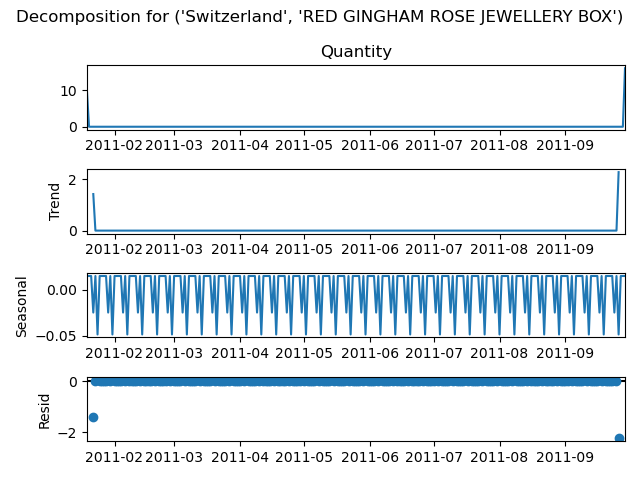 Decomposition for ('Switzerland', 'RED GINGHAM ROSE JEWELLERY BOX')
Quantity
10
0
2011-02 2011-03 2011-04 2011-05 2011-06 2011-07 2011-08 2011-09
Trend
2
0
2011-02 2011-03 2011-04 2011-05 2011-06 2011-07 2011-08 2011-09
Seasonal
0.00
−0.05
2011-02 2011-03 2011-04 2011-05 2011-06 2011-07 2011-08 2011-09
Resid
0
−2
2011-02 2011-03 2011-04 2011-05 2011-06 2011-07 2011-08 2011-09